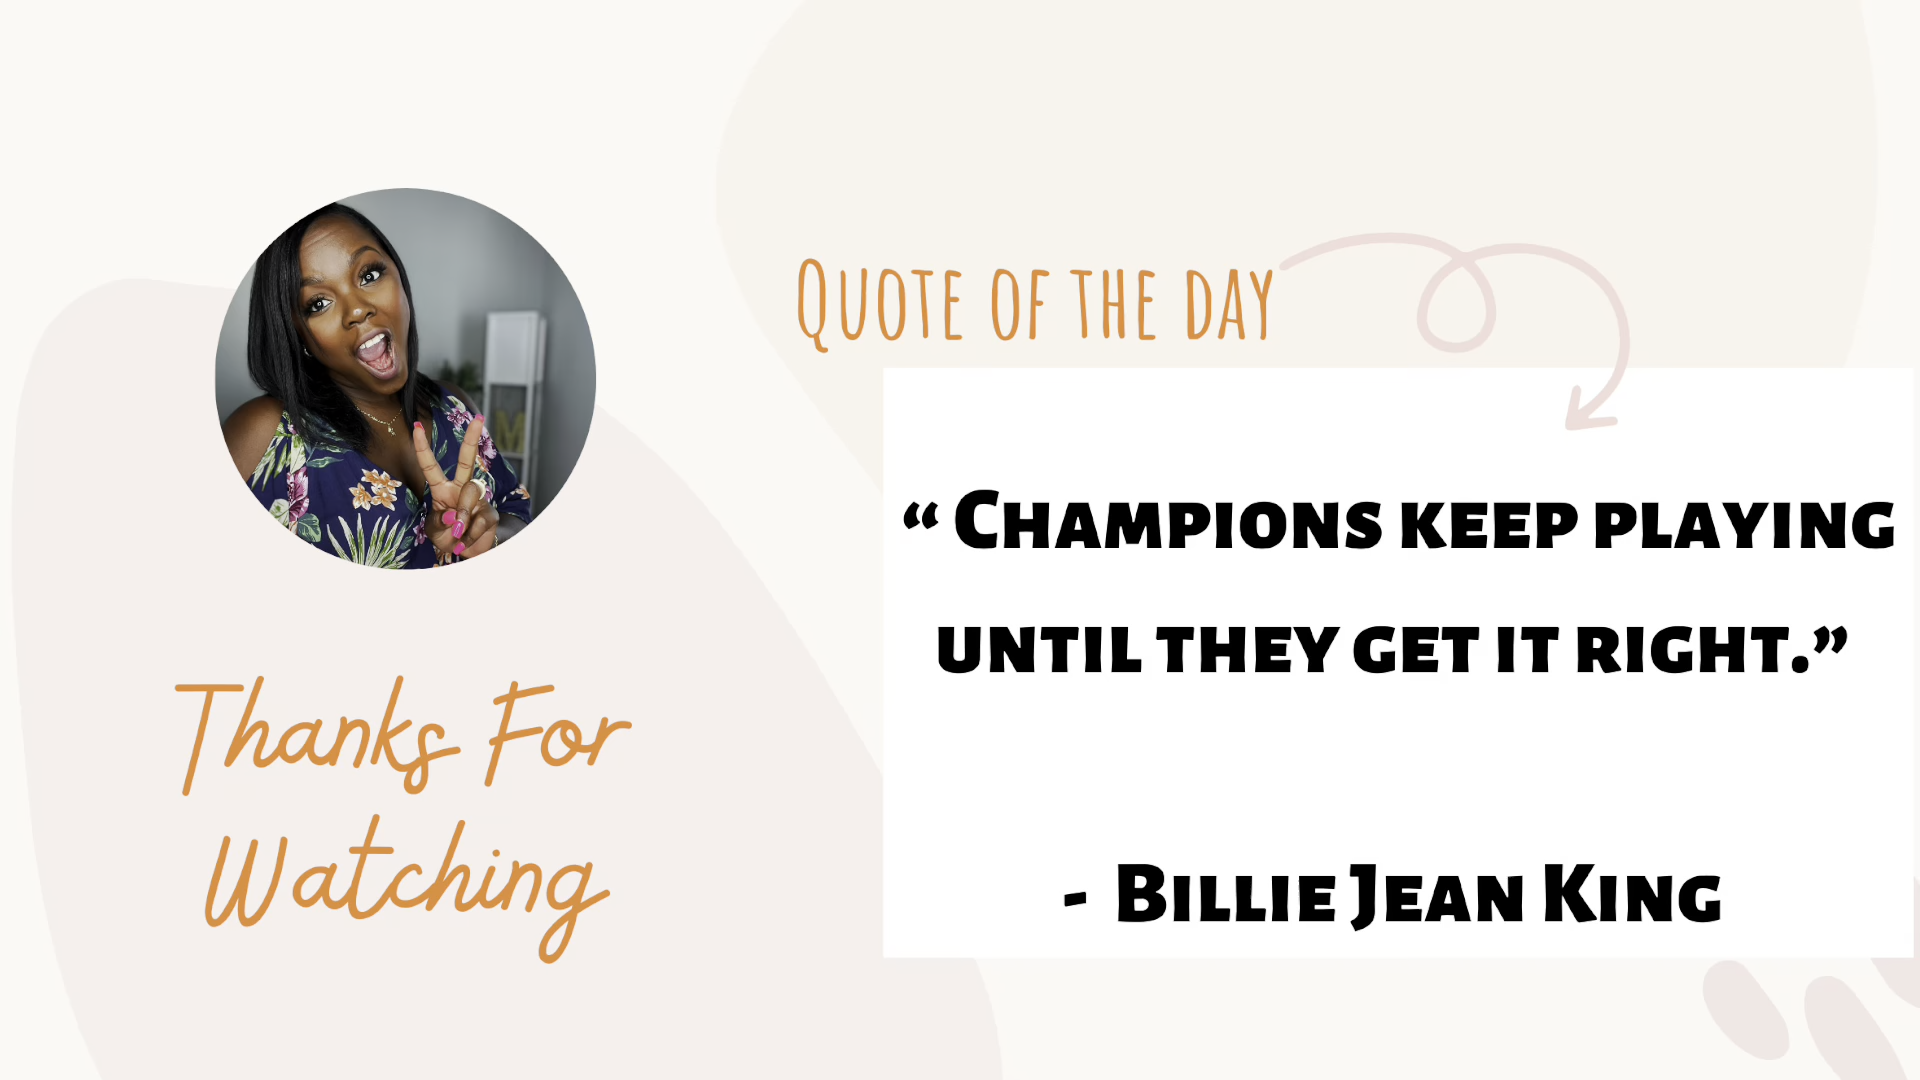 Quote of the day
“ Champions keep playing
until they get it right.”
- Billie Jean King
Thanks For
Watching